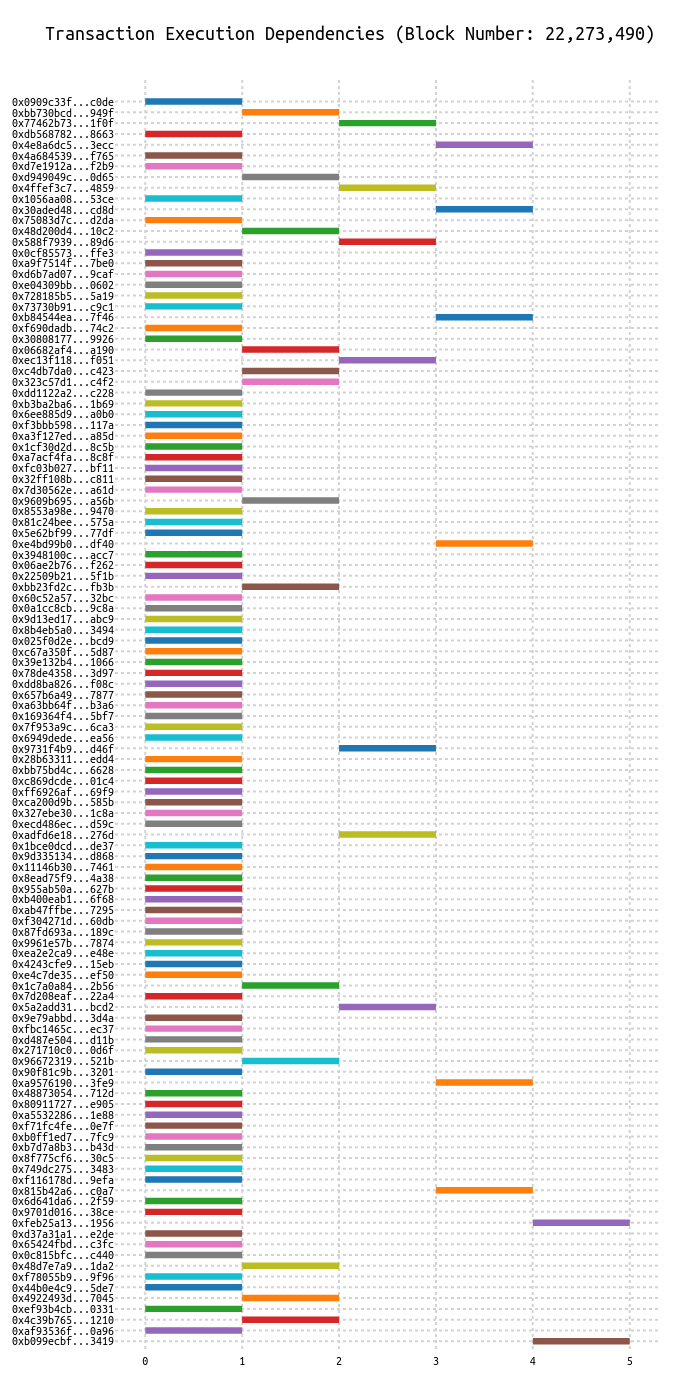 Transaction Execution Dependencies (Block Number: 22,273,490)
0x0909c33f...c0de
0xbb730bcd...949f
0x77462b73...1f0f
0xdb568782...8663
0x4e8a6dc5...3ecc
0x4a684539...f765
0xd7e1912a...f2b9
0xd949049c...0d65
0x4ffef3c7...4859
0x1056aa08...53ce
0x30aded48...cd8d
0x75083d7c...d2da
0x48d200d4...10c2
0x588f7939...89d6
0x0cf85573...ffe3
0xa9f7514f...7be0
0xd6b7ad07...9caf
0xe04309bb...0602
0x728185b5...5a19
0x73730b91...c9c1
0xb84544ea...7f46
0xf690dadb...74c2
0x30808177...9926
0x06682af4...a190
0xec13f118...f051
0xc4db7da0...c423
0x323c57d1...c4f2
0xdd1122a2...c228
0xb3ba2ba6...1b69
0x6ee885d9...a0b0
0xf3bbb598...117a
0xa3f127ed...a85d
0x1cf30d2d...8c5b
0xa7acf4fa...8c8f
0xfc03b027...bf11
0x32ff108b...c811
0x7d30562e...a61d
0x9609b695...a56b
0x8553a98e...9470
0x81c24bee...575a
0x5e62bf99...77df
0xe4bd99b0...df40
0x3948100c...acc7
0x06ae2b76...f262
0x22509b21...5f1b
0xbb23fd2c...fb3b
0x60c52a57...32bc
0x0a1cc8cb...9c8a
0x9d13ed17...abc9
0x8b4eb5a0...3494
0x025f0d2e...bcd9
0xc67a350f...5d87
0x39e132b4...1066
0x78de4358...3d97
0xdd8ba826...f08c
0x657b6a49...7877
0xa63bb64f...b3a6
0x169364f4...5bf7
0x7f953a9c...6ca3
0x6949dede...ea56
0x9731f4b9...d46f
0x28b63311...edd4
0xbb75bd4c...6628
0xc869dcde...01c4
0xff6926af...69f9
0xca200d9b...585b
0x327ebe30...1c8a
0xecd486ec...d59c
0xadfd6e18...276d
0x1bce0dcd...de37
0x9d335134...d868
0x11146b30...7461
0x8ead75f9...4a38
0x955ab50a...627b
0xb400eab1...6f68
0xab47ffbe...7295
0xf304271d...60db
0x87fd693a...189c
0x9961e57b...7874
0xea2e2ca9...e48e
0x4243cfe9...15eb
0xe4c7de35...ef50
0x1c7a0a84...2b56
0x7d208eaf...22a4
0x5a2add31...bcd2
0x9e79abbd...3d4a
0xfbc1465c...ec37
0xd487e504...d11b
0x271710c0...0d6f
0x96672319...521b
0x90f81c9b...3201
0xa9576190...3fe9
0x48873054...712d
0x80911727...e905
0xa5532286...1e88
0xf71fc4fe...0e7f
0xb0ff1ed7...7fc9
0xb7d7a8b3...b43d
0x8f775cf6...30c5
0x749dc275...3483
0xf116178d...9efa
0x815b42a6...c0a7
0x6d641da6...2f59
0x9701d016...38ce
0xfeb25a13...1956
0xd37a31a1...e2de
0x65424fbd...c3fc
0x0c815bfc...c440
0x48d7e7a9...1da2
0xf78055b9...9f96
0x44b0e4c9...5de7
0x4922493d...7045
0xef93b4cb...0331
0x4c39b765...1210
0xaf93536f...0a96
0xb099ecbf...3419
0 1 2 3 4 5